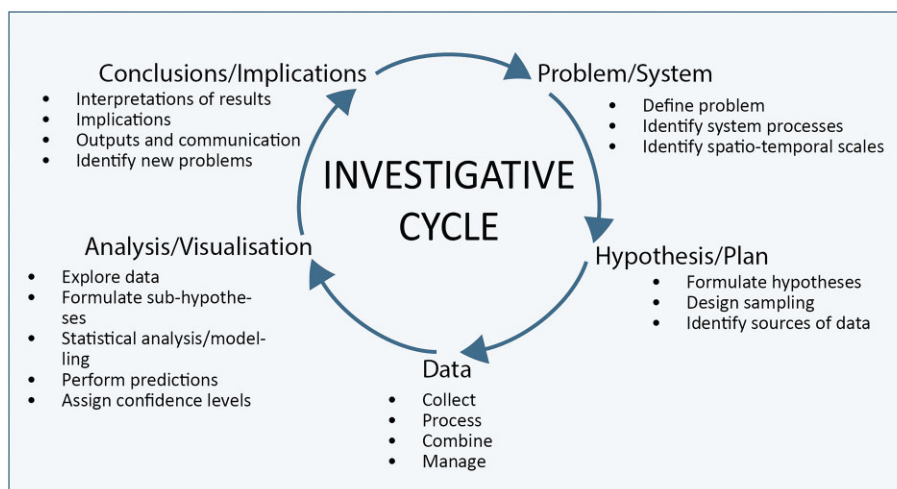 Conclusions/Implications
• Interpretations of results
• Implications
• Outputs and communication
• Identify new problems
Problem/System
• Define problem
• Identify system processes
• Identify spatio-temporal scales
INVESTIGATIVE
CYCLE
Analysis/Visualisation
• Explore data
• Formulate sub-hypothe-
ses
• Statistical analysis/model-
ling
• Perform predictions
• Assign confidence levels
Hypothesis/Plan
• Formulate hypotheses
• Design sampling
• Identify sources of data
Data
• Collect
• Process
• Combine
• Manage